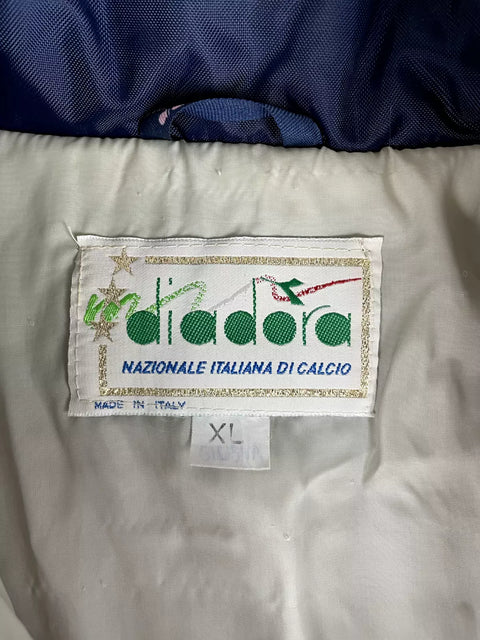 diadora
NAZIONALE ITALIANA DI CALCIO
MADE IN ITALY
XL